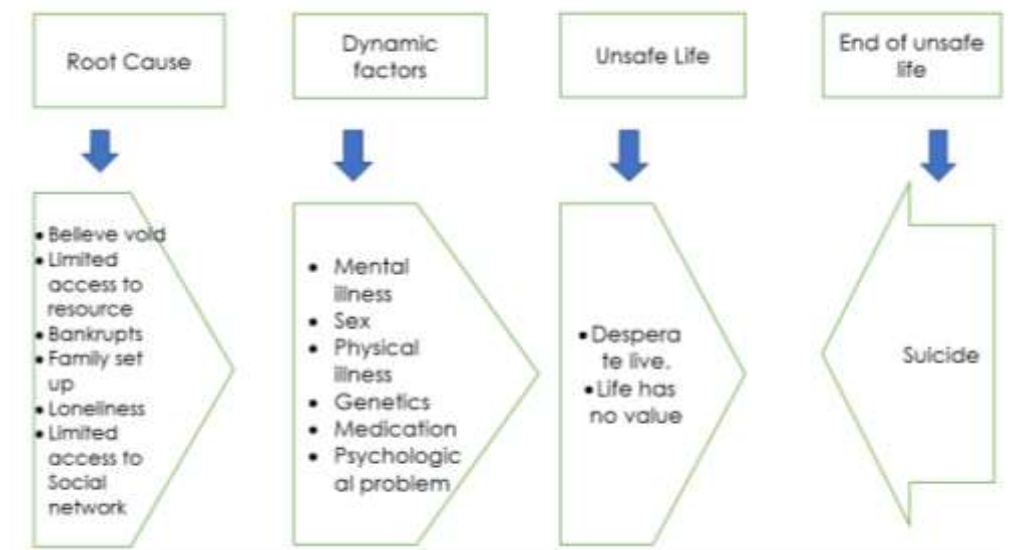 Root Cause
Dynamic
factors
Unsafe Life
End of unsafe
life
• Believe void
• Limited
access to
resource
• Bankrupts
• Family set
up
• Loneliness
• Limited
access to
Social
network
• Mental
illness
• Sex
• Physical
illness
• Genetics
• Medication
• Psychologic
al problem
• Despera
te live.
• Life has
no value
Suicide